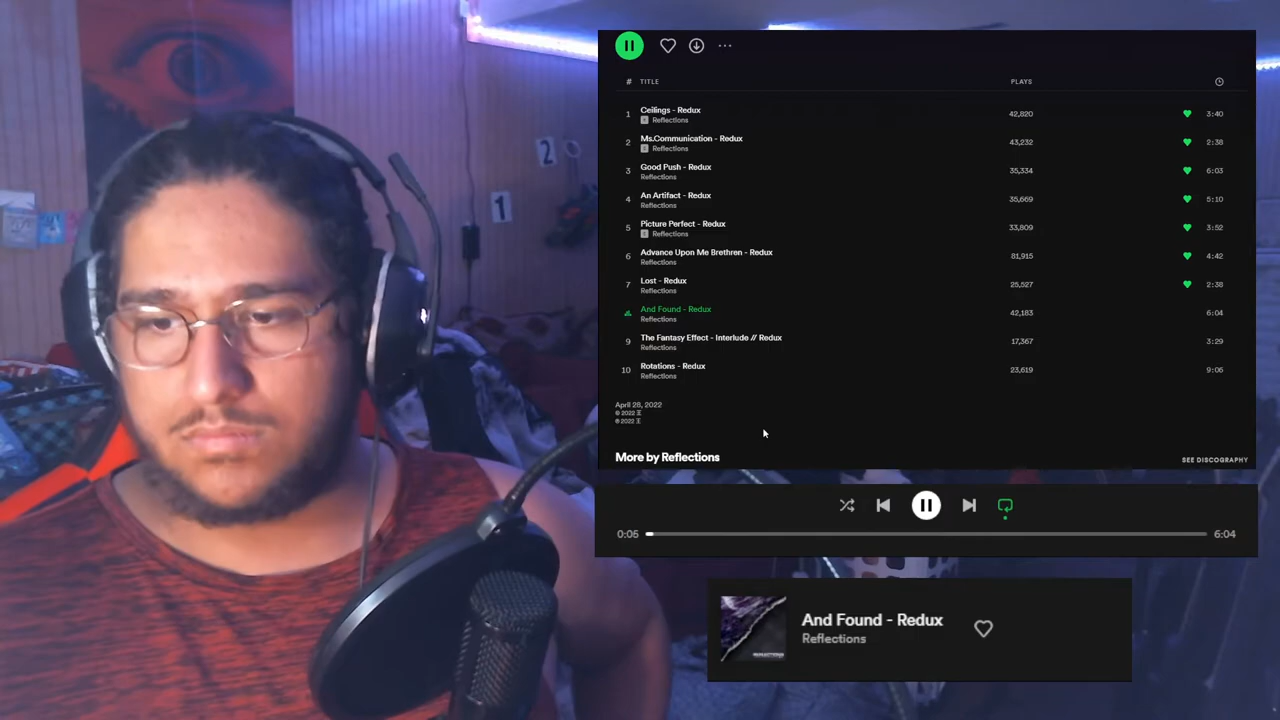 # TITLE PLAYS
1 Ceilings - Redux 42,820 3:40
E Reflections
2 Ms.Communication - Redux 43,232 2:38
E Reflections
3 Good Push - Redux 35,334 6:03
Reflections
4 An Artifact - Redux 35,669 5:10
Reflections
5 Picture Perfect - Redux 33,809 3:52
E Reflections
6 Advance Upon Me Brethren - Redux 81,915 4:42
Reflections
7 Lost - Redux 25,527 2:38
Reflections
And Found - Redux 42,183 6:04
Reflections
9 The Fantasy Effect - Interlude // Redux 17,367 3:29
Reflections
10 Rotations - Redux 23,619 9:06
Reflections
April 28, 2022
© 2022 王
℗ 2022 王
More by Reflections SEE DISCOGRAPHY
0:05 6:04
And Found - Redux
Reflections
2
1